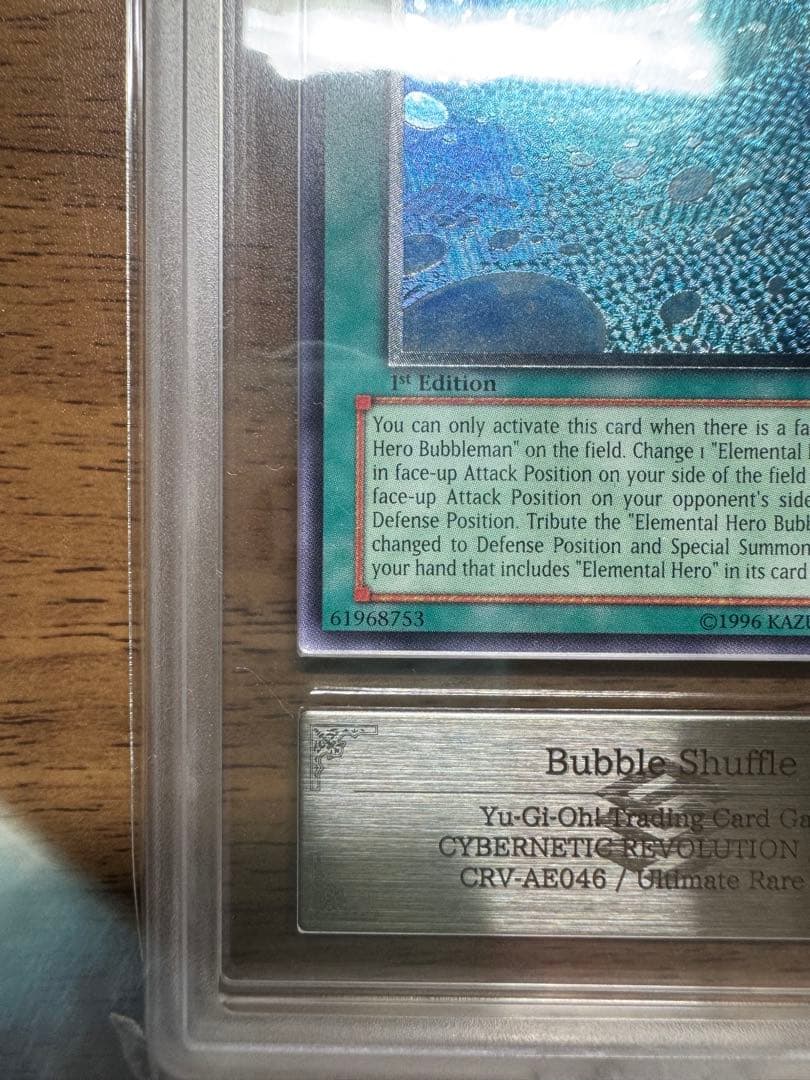 1st Edition
You can only activate this card when there is a fa
Hero Bubbleman" on the field. Change 1 "Elemental
in face-up Attack Position on your side of the field
face-up Attack Position on your opponent's side
Defense Position. Tribute the "Elemental Hero Bubb
changed to Defense Position and Special Summon
your hand that includes "Elemental Hero" in its card
61968753 ©1996 KAZU
Bubble Shuffle
Yu-Gi-Oh! Trading Card Ga
CYBERNETIC REVOLUTION
CRV-AE046 / Ultimate Rare